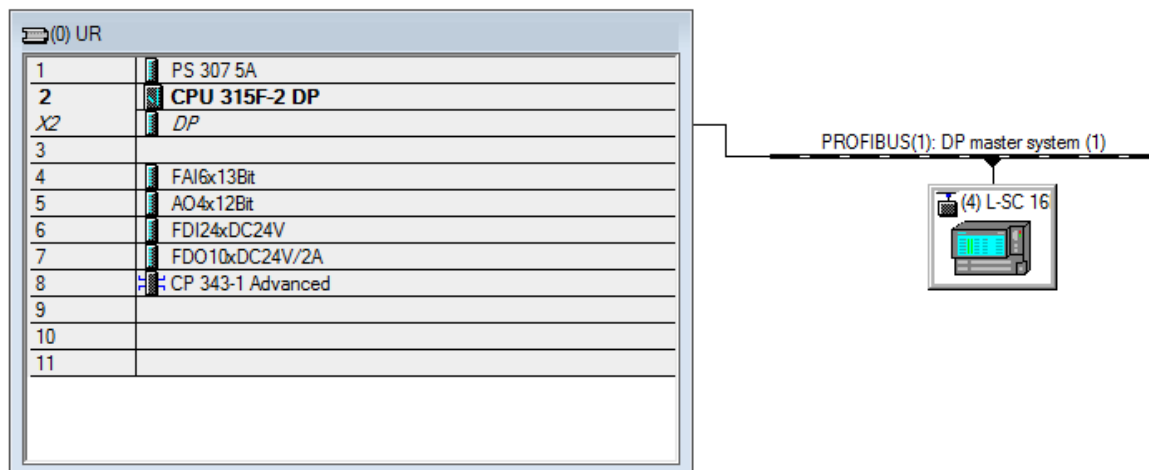 (0) UR
1 PS 307 5A
2 CPU 315F-2 DP
X2 DP
3
4 FAI6x13Bit
5 AO4x12Bit
6 FDI24xDC24V
7 FDO10xDC24V/2A
8 CP 343-1 Advanced
9
10
11
PROFIBUS(1): DP master system (1)
(4) L-SC 16